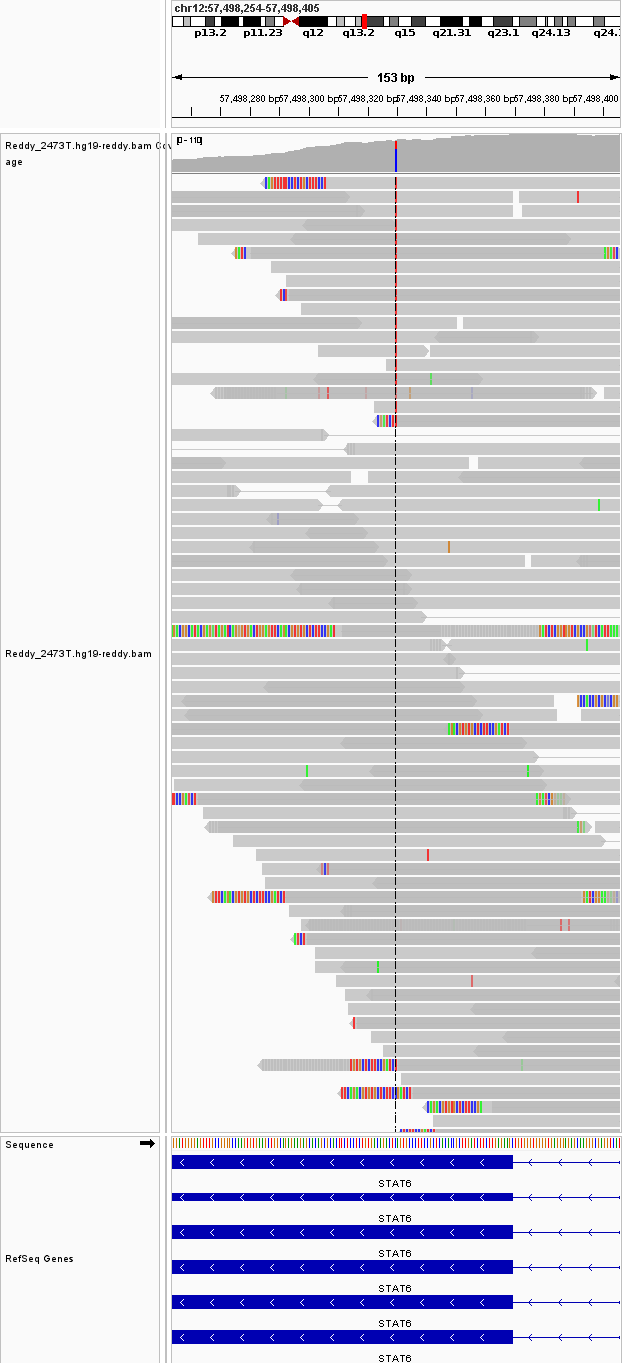 chr12:57,498,254-57,498,405
p13.2 p11.23 q12 q13.2 q15 q21.31 q23.1 q24.13 q24.
153 bp
57,498,280 bp 57,498,300 bp 57,498,320 bp 57,498,340 bp 57,498,360 bp 57,498,380 bp 57,498,400
Reddy_2473T.hg19-reddy.bam Cov
age
[0 - 110]
Reddy_2473T.hg19-reddy.bam
Sequence
STAT6
STAT6
STAT6
RefSeq Genes
STAT6
STAT6
STAT6